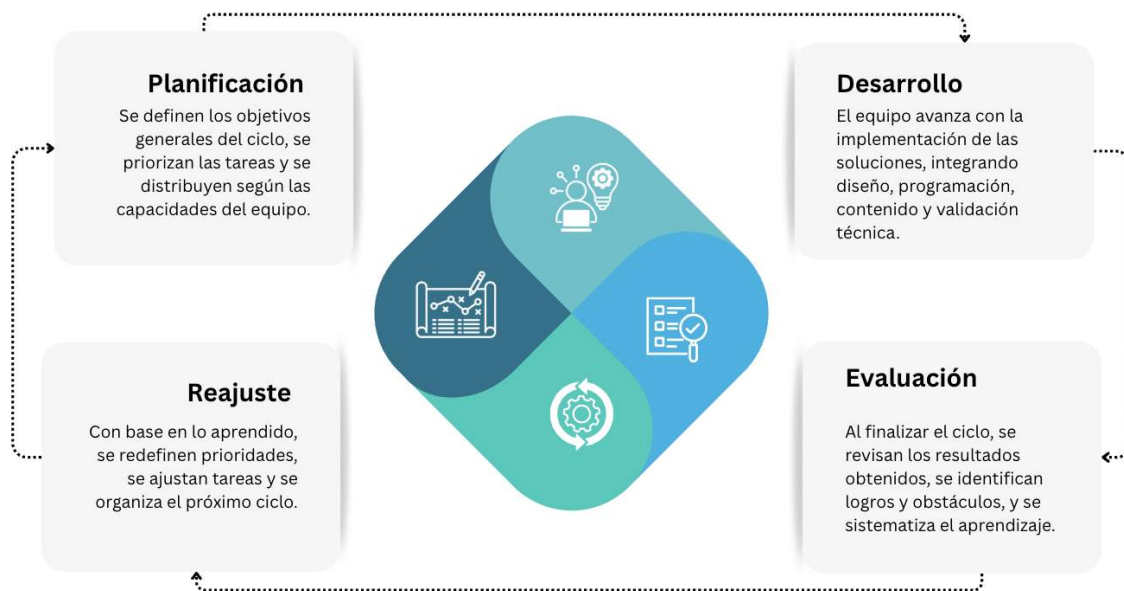 Planificación
Se definen los objetivos
generales del ciclo, se
priorizan las tareas y se
distribuyen según las
capacidades del equipo.
Desarrollo
El equipo avanza con la
implementación de las
soluciones, integrando
diseño, programación,
contenido y validación
técnica.
Reajuste
Con base en lo aprendido,
se redefinen prioridades,
se ajustan tareas y se
organiza el próximo ciclo.
Evaluación
Al finalizar el ciclo, se
revisan los resultados
obtenidos, se identifican
logros y obstáculos, y se
sistematiza el aprendizaje.